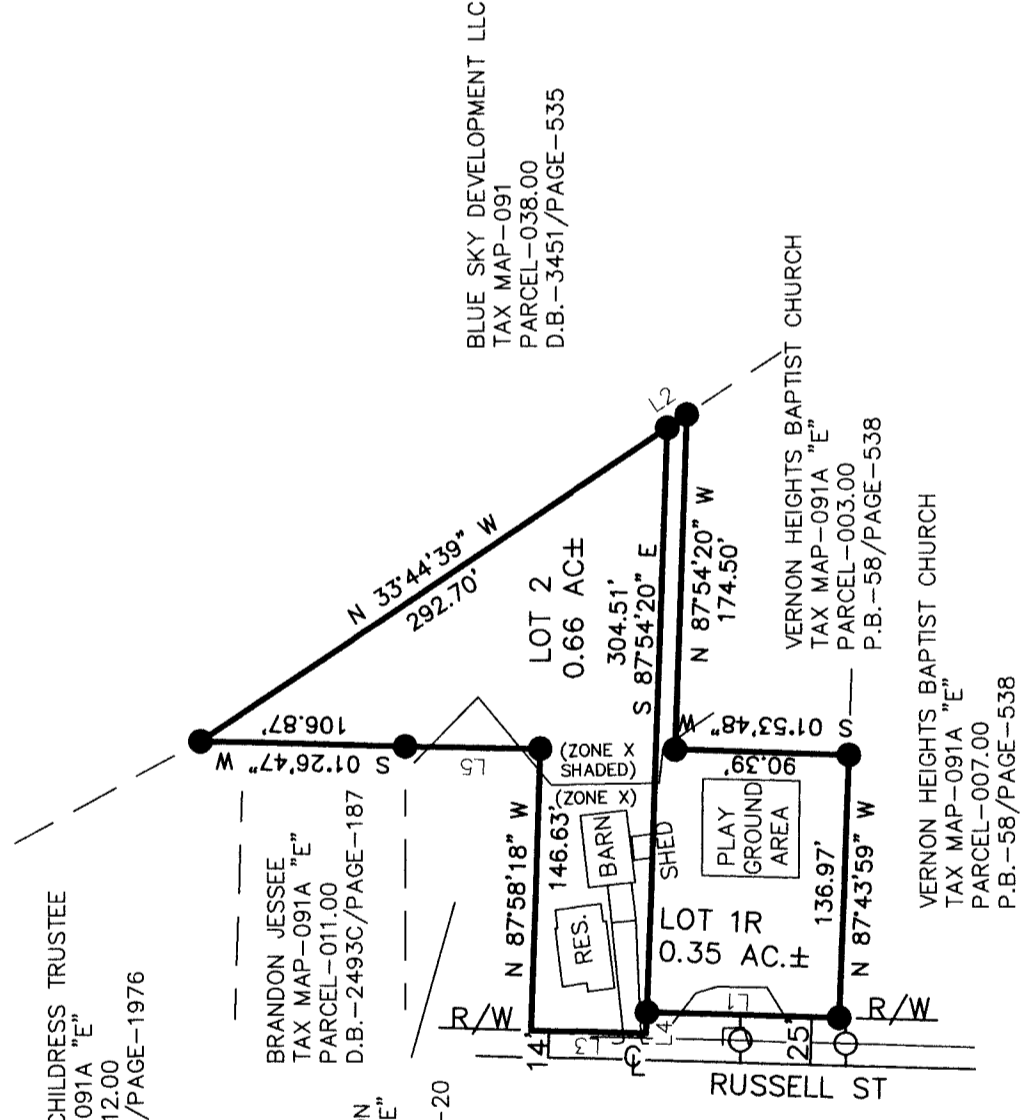 BLUE SKY DEVELOPMENT LLC
TAX MAP-091
PARCEL-038.00
D.B.-3451/PAGE-535
L2
N 33°44'39" W
292.70'
LOT 2
0.66 AC±
304.51'
S 87°54'20" E
N 87°54'20" W
174.50'
VERNON HEIGHTS BAPTIST CHURCH
TAX MAP-091A "E"
PARCEL-003.00
P.B.-58/PAGE-538
VERNON HEIGHTS BAPTIST CHURCH
TAX MAP-091A "E"
PARCEL-007.00
P.B.-58/PAGE-538
106.87'
S 01°26'47" W
L5
(ZONE X
SHADED)
(ZONE X)
S 01°53'48" W
90.39'
N 87°58'18" W
146.63'
BARN
SHED
RES.
PLAY
GROUND
AREA
136.97'
N 87°43'59" W
LOT 1R
0.35 AC.±
BRANDON JESSEE
TAX MAP-091A "E"
PARCEL-011.00
D.B.-2493C/PAGE-187
CHILDRESS TRUSTEE
091A "E"
12.00
/PAGE-1976
N
E"
-20
R/W
14'
L3
L4
L1
25'
R/W
RUSSELL ST